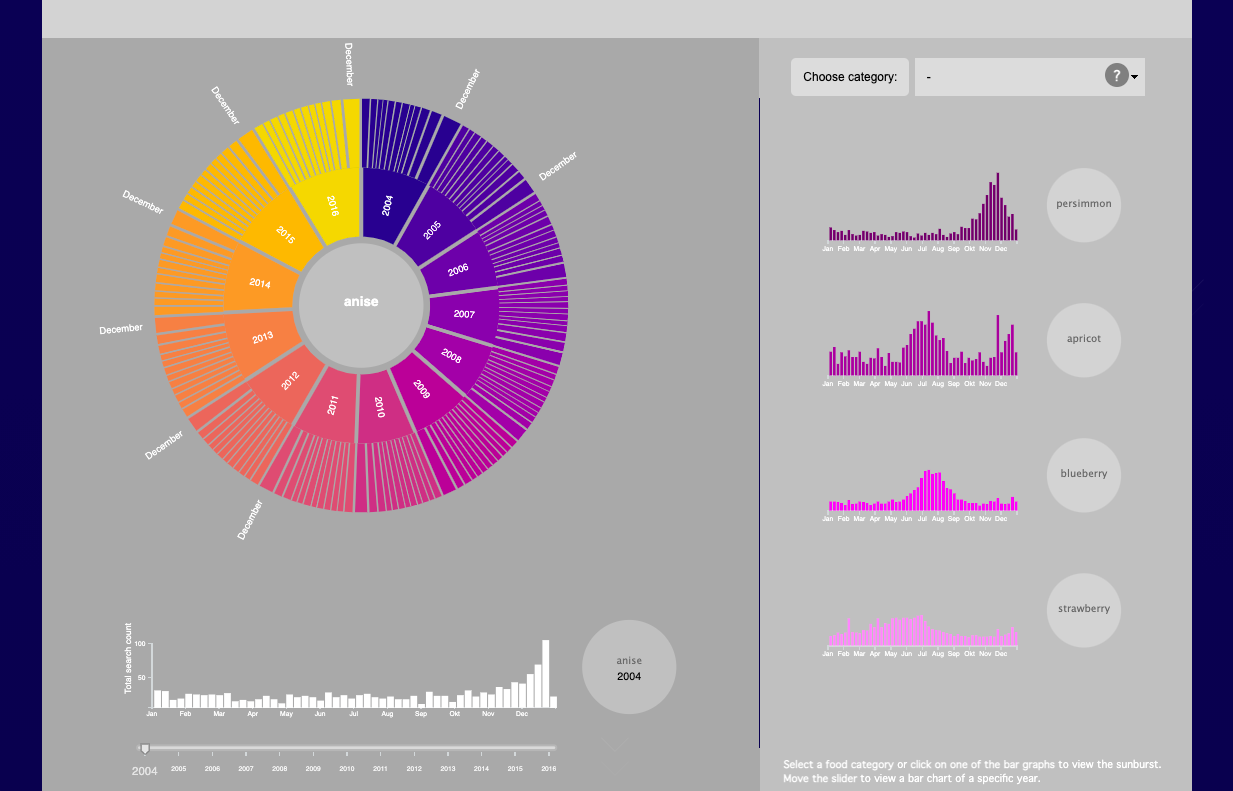 Choose category:
-
?
December
December
December
December
December
December
December
December
2004
2005
2006
2007
2008
2009
2010
2011
2012
2013
2014
2015
2016
anise
persimmon
Jan Feb Mar Apr May Jun Jul Aug Sep Okt Nov Dec
apricot
Jan Feb Mar Apr May Jun Jul Aug Sep Okt Nov Dec
blueberry
Jan Feb Mar Apr May Jun Jul Aug Sep Okt Nov Dec
strawberry
Jan Feb Mar Apr May Jun Jul Aug Sep Okt Nov Dec
Total search count
100
50
Jan Feb Mar Apr May Jun Jul Aug Sep Okt Nov Dec
anise
2004
2004 2005 2006 2007 2008 2009 2010 2011 2012 2013 2014 2015 2016
Select a food category or click on one of the bar graphs to view the sunburst.
Move the slider to view a bar chart of a specific year.